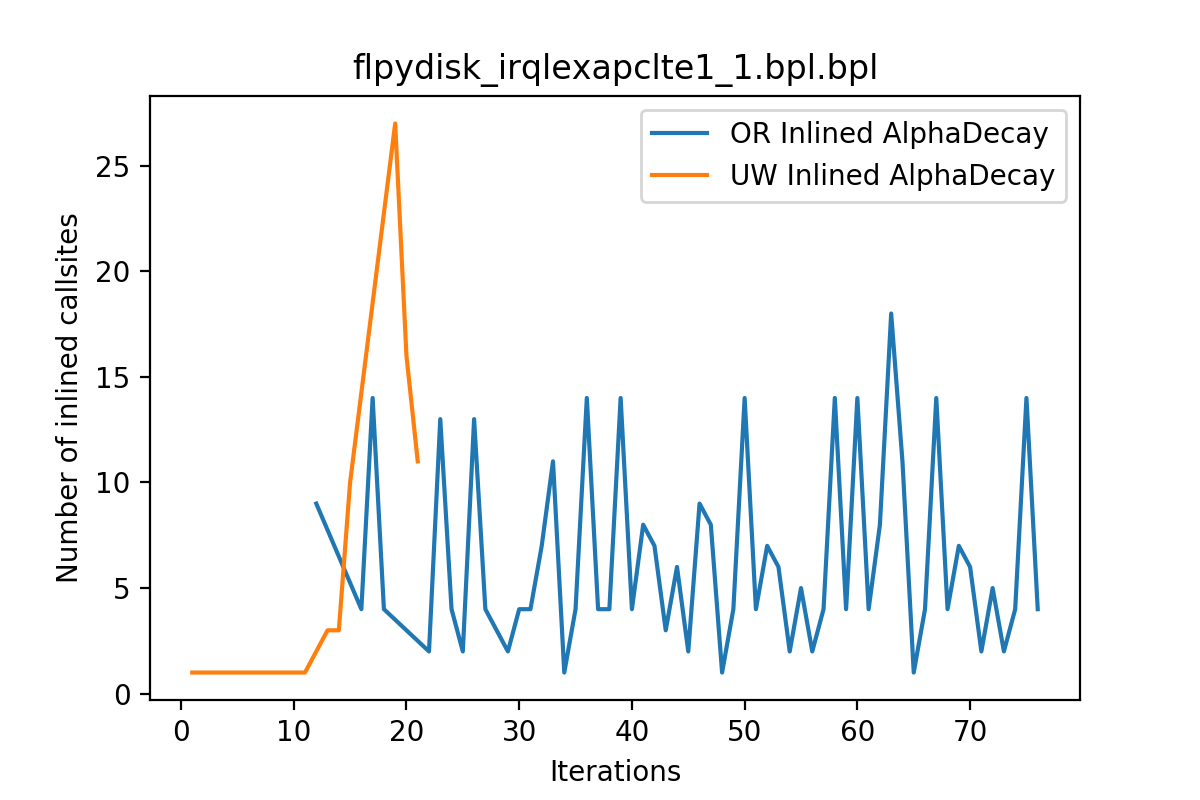 flpydisk_irqlexapclte1_1.bpl.bpl
OR Inlined AlphaDecay
UW Inlined AlphaDecay
Number of inlined callsites
25
20
15
10
5
0
0 10 20 30 40 50 60 70
Iterations